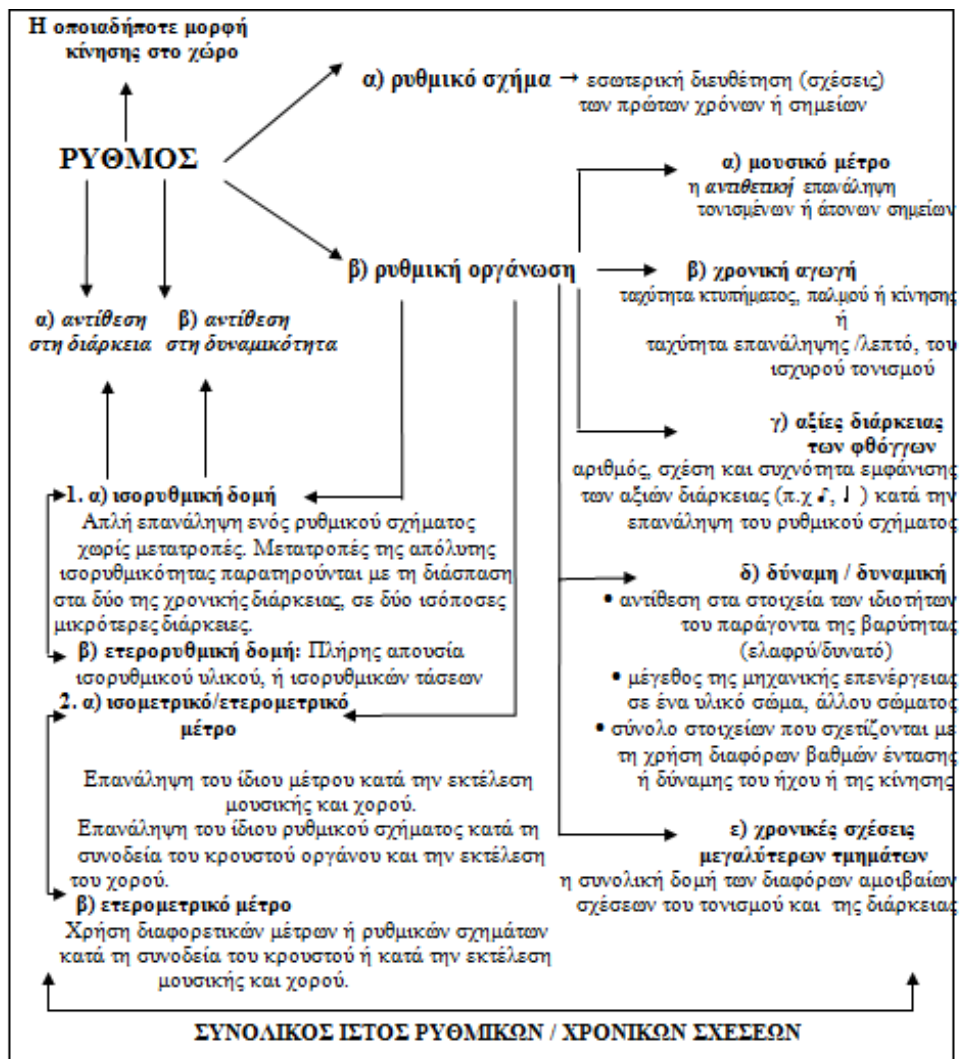 Η οποιαδήποτε μορφή
κίνησης στο χώρο
ΡΥΘΜΟΣ
α) ρυθμικό σχήμα → εσωτερική διευθέτηση (σχέσεις)
των πρώτων χρόνων ή σημείων
β) ρυθμική οργάνωση
α) αντίθεση
στη διάρκεια
β) αντίθεση
στη δυναμικότητα
α) μουσικό μέτρο
η αντιθετική επανάληψη
τονισμένων ή άτονων σημείων
β) χρονική αγωγή
ταχύτητα κτυπήματος, παλμού ή κίνησης
ή
ταχύτητα επανάληψης /λεπτό, του
ισχυρού τονισμού
γ) αξίες διάρκειας
των φθόγγων
αριθμός, σχέση και συχνότητα εμφάνισης
των αξιών διάρκειας (π.χ ♪, ♩ ) κατά την
επανάληψη του ρυθμικού σχήματος
δ) δύναμη / δυναμική
• αντίθεση στα στοιχεία των ιδιοτήτων
του παράγοντα της βαρύτητας
(ελαφρύ/δυνατό)
• μέγεθος της μηχανικής επενέργειας
σε ένα υλικό σώμα, άλλου σώματος
• σύνολο στοιχείων που σχετίζονται με
τη χρήση διαφόρων βαθμών έντασης
ή δύναμης του ήχου ή της κίνησης
ε) χρονικές σχέσεις
μεγαλύτερων τμημάτων
η συνολική δομή των διαφόρων αμοιβαίων
σχέσεων του τονισμού και της διάρκειας
1. α) ισορυθμική δομή
Απλή επανάληψη ενός ρυθμικού σχήματος
χωρίς μετατροπές. Μετατροπές της απόλυτης
ισορυθμικότητας παρατηρούνται με τη διάσπαση
στα δύο της χρονικής διάρκειας, σε δύο ισόποσες
μικρότερες διάρκειες.
β) ετερορυθμική δομή: Πλήρης απουσία
ισορυθμικού υλικού, ή ισορυθμικών τάσεων
2. α) ισομετρικό/ετερομετρικό
μέτρο
Επανάληψη του ίδιου μέτρου κατά την εκτέλεση
μουσικής και χορού.
Επανάληψη του ίδιου ρυθμικού σχήματος κατά τη
συνοδεία του κρουστού οργάνου και την εκτέλεση
του χορού.
β) ετερομετρικό μέτρο
Χρήση διαφορετικών μέτρων ή ρυθμικών σχημάτων
κατά τη συνοδεία του κρουστού ή κατά την εκτέλεση
μουσικής και χορού.
ΣΥΝΟΛΙΚΟΣ ΙΣΤΟΣ ΡΥΘΜΙΚΩΝ / ΧΡΟΝΙΚΩΝ ΣΧΕΣΕΩΝ